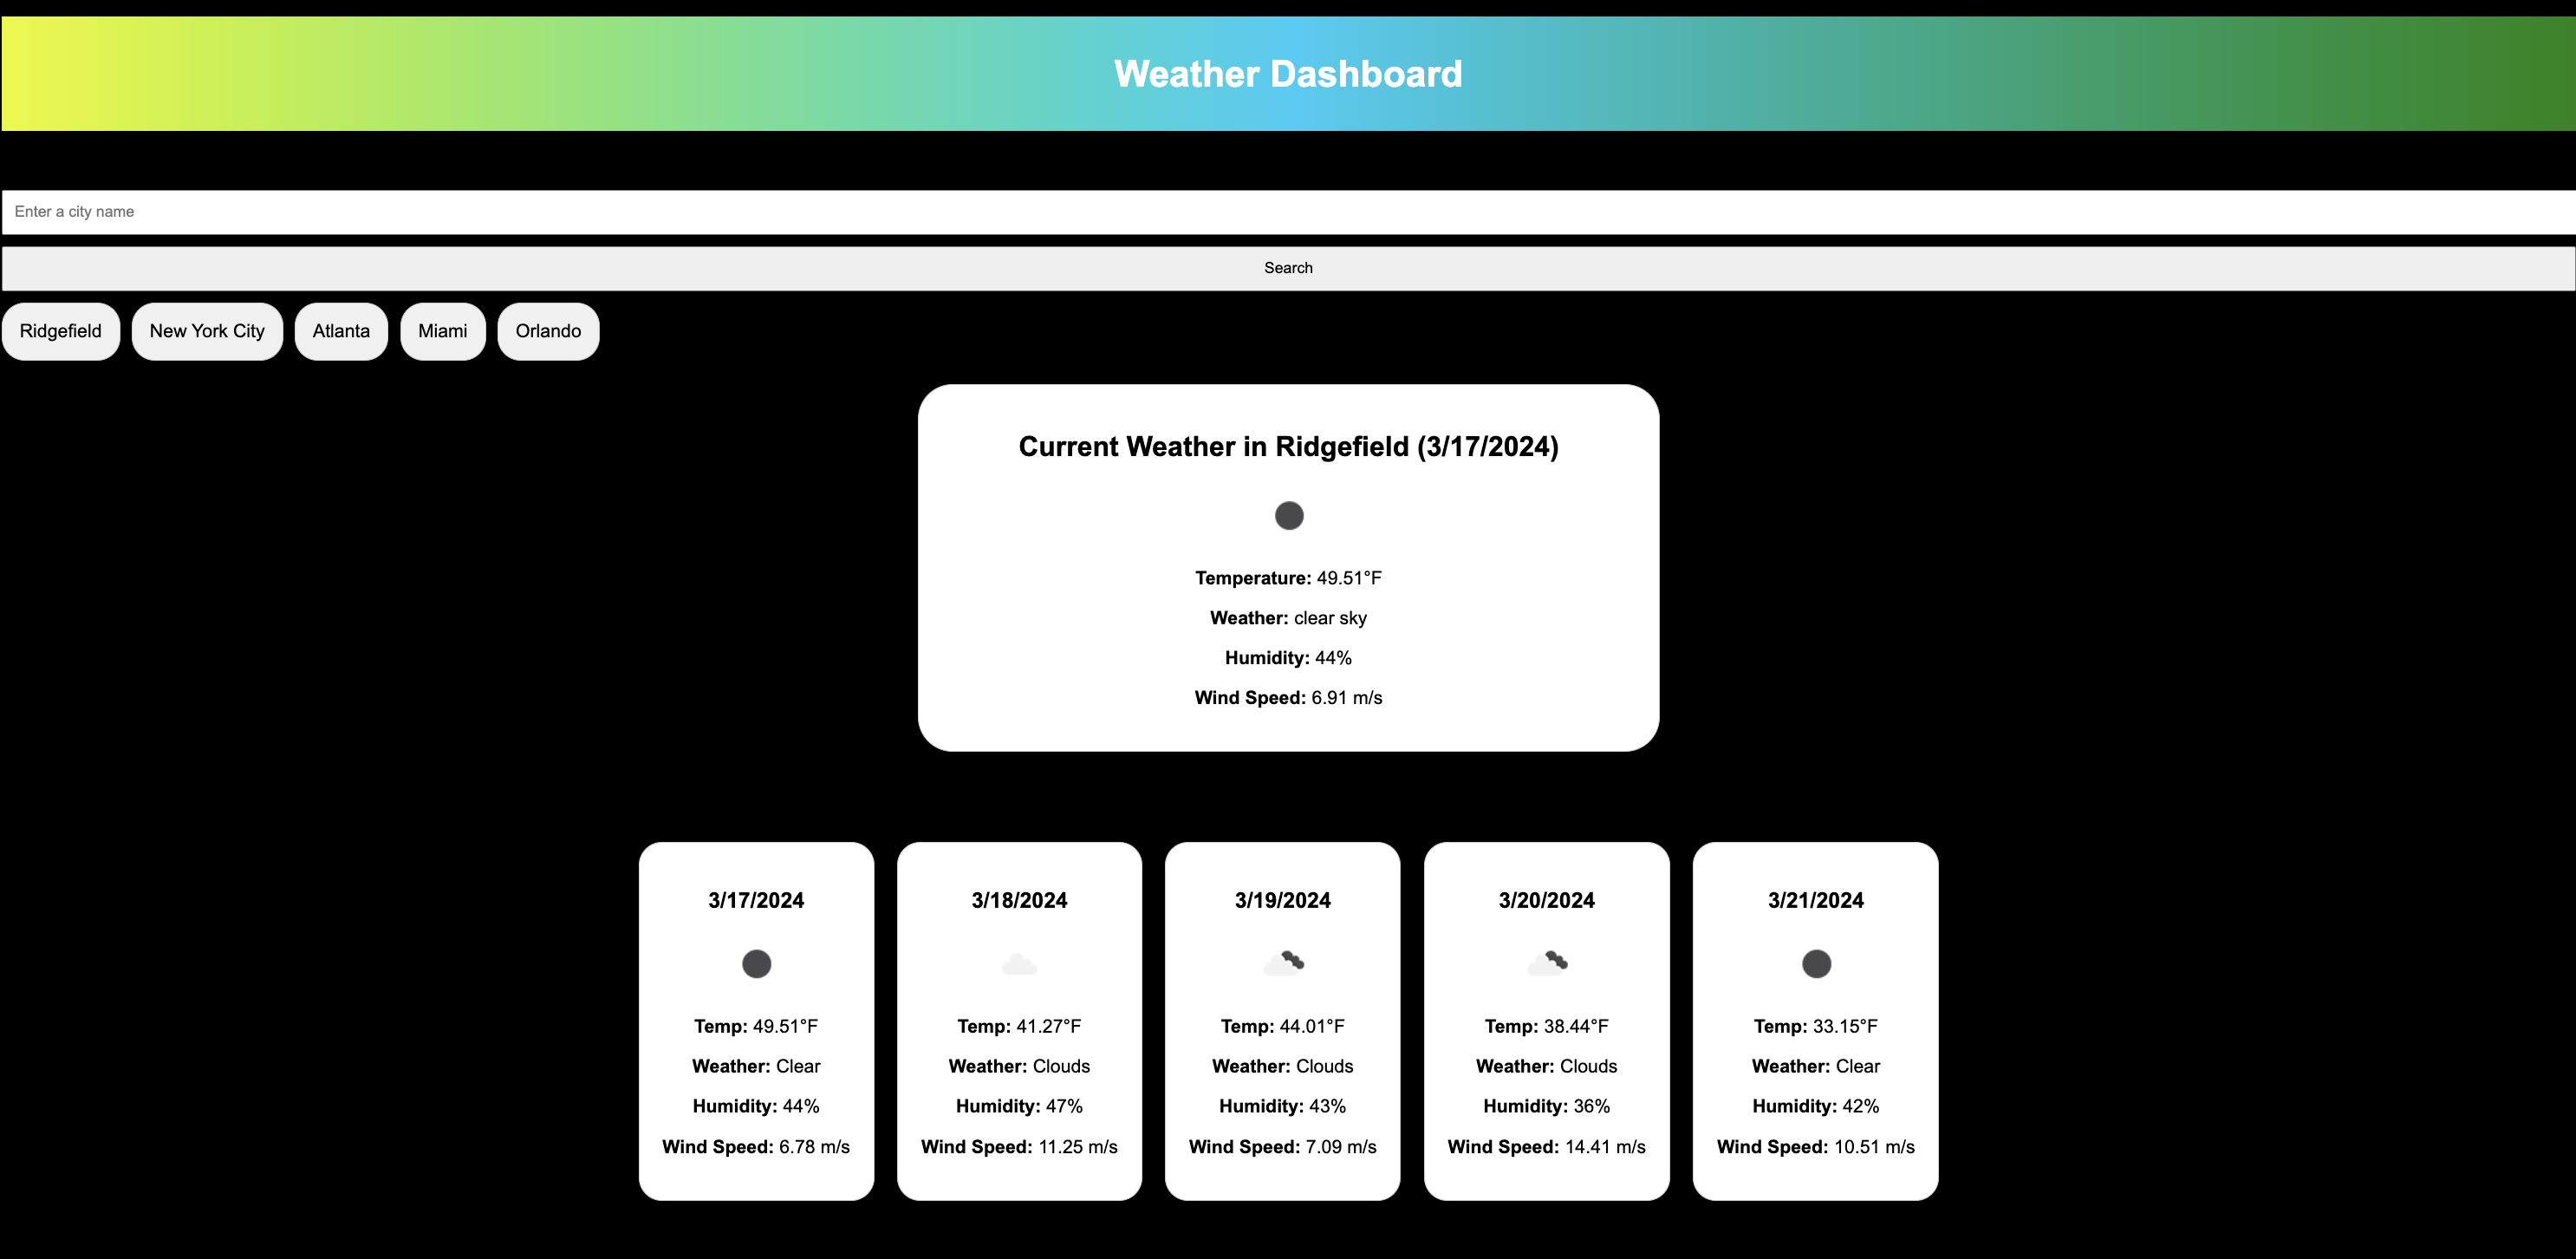 Weather Dashboard
Enter a city name
Search
Ridgefield New York City Atlanta Miami Orlando
Current Weather in Ridgefield (3/17/2024)
Temperature: 49.51°F
Weather: clear sky
Humidity: 44%
Wind Speed: 6.91 m/s
3/17/2024
Temp: 49.51°F
Weather: Clear
Humidity: 44%
Wind Speed: 6.78 m/s
3/18/2024
Temp: 41.27°F
Weather: Clouds
Humidity: 47%
Wind Speed: 11.25 m/s
3/19/2024
Temp: 44.01°F
Weather: Clouds
Humidity: 43%
Wind Speed: 7.09 m/s
3/20/2024
Temp: 38.44°F
Weather: Clouds
Humidity: 36%
Wind Speed: 14.41 m/s
3/21/2024
Temp: 33.15°F
Weather: Clear
Humidity: 42%
Wind Speed: 10.51 m/s